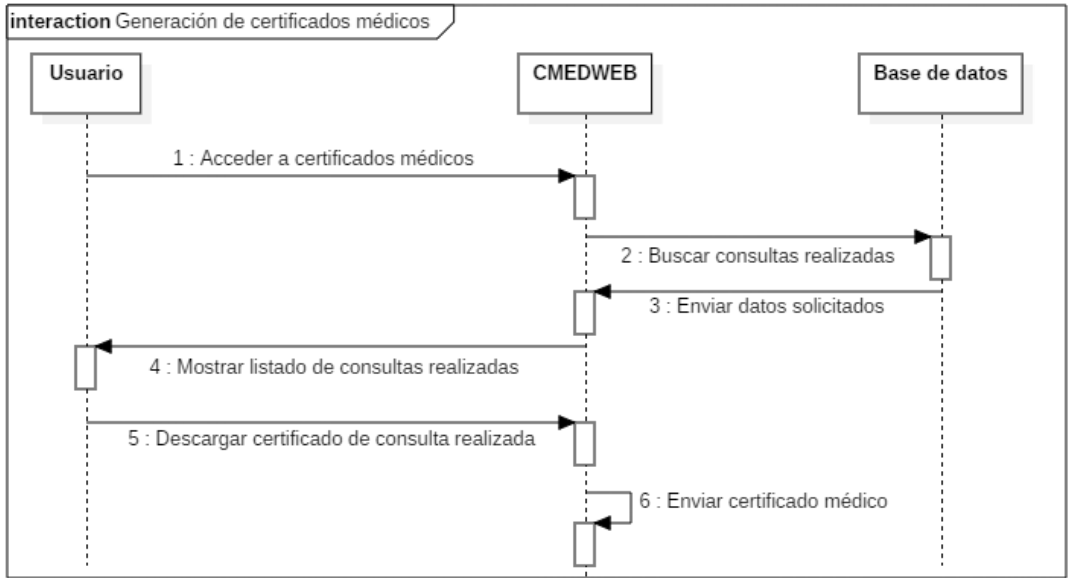 interaction Generación de certificados médicos
Usuario
CMEDWEB
Base de datos
1 : Acceder a certificados médicos
2 : Buscar consultas realizadas
3 : Enviar datos solicitados
4 : Mostrar listado de consultas realizadas
5 : Descargar certificado de consulta realizada
6 : Enviar certificado médico